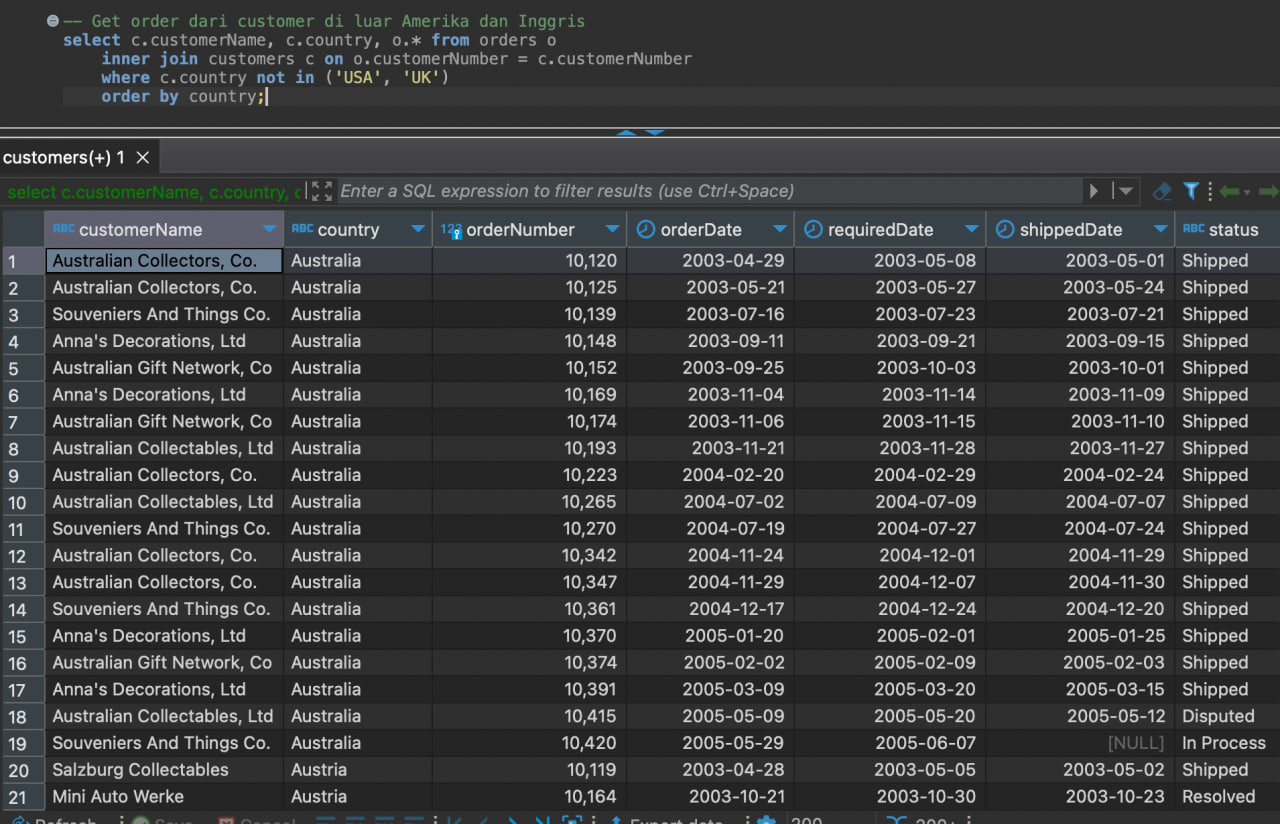 -- Get order dari customer di luar Amerika dan Inggris
select c.customerName, c.country, o.* from orders o
inner join customers c on o.customerNumber = c.customerNumber
where c.country not in ('USA', 'UK')
order by country;
customers(+) 1
select c.customerName, c.country, Enter a SQL expression to filter results (use Ctrl+Space)
ABC customerName ABC country 123 orderNumber orderDate requiredDate shippedDate ABC status
1 Australian Collectors, Co. Australia 10,120 2003-04-29 2003-05-08 2003-05-01 Shipped
2 Australian Collectors, Co. Australia 10,125 2003-05-21 2003-05-27 2003-05-24 Shipped
3 Souveniers And Things Co. Australia 10,139 2003-07-16 2003-07-23 2003-07-21 Shipped
4 Anna's Decorations, Ltd Australia 10,148 2003-09-11 2003-09-21 2003-09-15 Shipped
5 Australian Gift Network, Co Australia 10,152 2003-09-25 2003-10-03 2003-10-01 Shipped
6 Anna's Decorations, Ltd Australia 10,169 2003-11-04 2003-11-14 2003-11-09 Shipped
7 Australian Gift Network, Co Australia 10,174 2003-11-06 2003-11-15 2003-11-10 Shipped
8 Australian Collectables, Ltd Australia 10,193 2003-11-21 2003-11-28 2003-11-27 Shipped
9 Australian Collectors, Co. Australia 10,223 2004-02-20 2004-02-29 2004-02-24 Shipped
10 Australian Collectables, Ltd Australia 10,265 2004-07-02 2004-07-09 2004-07-07 Shipped
11 Souveniers And Things Co. Australia 10,270 2004-07-19 2004-07-27 2004-07-24 Shipped
12 Australian Collectors, Co. Australia 10,342 2004-11-24 2004-12-01 2004-11-29 Shipped
13 Australian Collectors, Co. Australia 10,347 2004-11-29 2004-12-07 2004-11-30 Shipped
14 Souveniers And Things Co. Australia 10,361 2004-12-17 2004-12-24 2004-12-20 Shipped
15 Anna's Decorations, Ltd Australia 10,370 2005-01-20 2005-02-01 2005-01-25 Shipped
16 Australian Gift Network, Co Australia 10,374 2005-02-02 2005-02-09 2005-02-03 Shipped
17 Anna's Decorations, Ltd Australia 10,391 2005-03-09 2005-03-20 2005-03-15 Shipped
18 Australian Collectables, Ltd Australia 10,415 2005-05-09 2005-05-20 2005-05-12 Disputed
19 Souveniers And Things Co. Australia 10,420 2005-05-29 2005-06-07 [NULL] In Process
20 Salzburg Collectables Austria 10,119 2003-04-28 2003-05-05 2003-05-02 Shipped
21 Mini Auto Werke Austria 10,164 2003-10-21 2003-10-30 2003-10-23 Resolved
Refresh Save Cancel Export data 200 200+